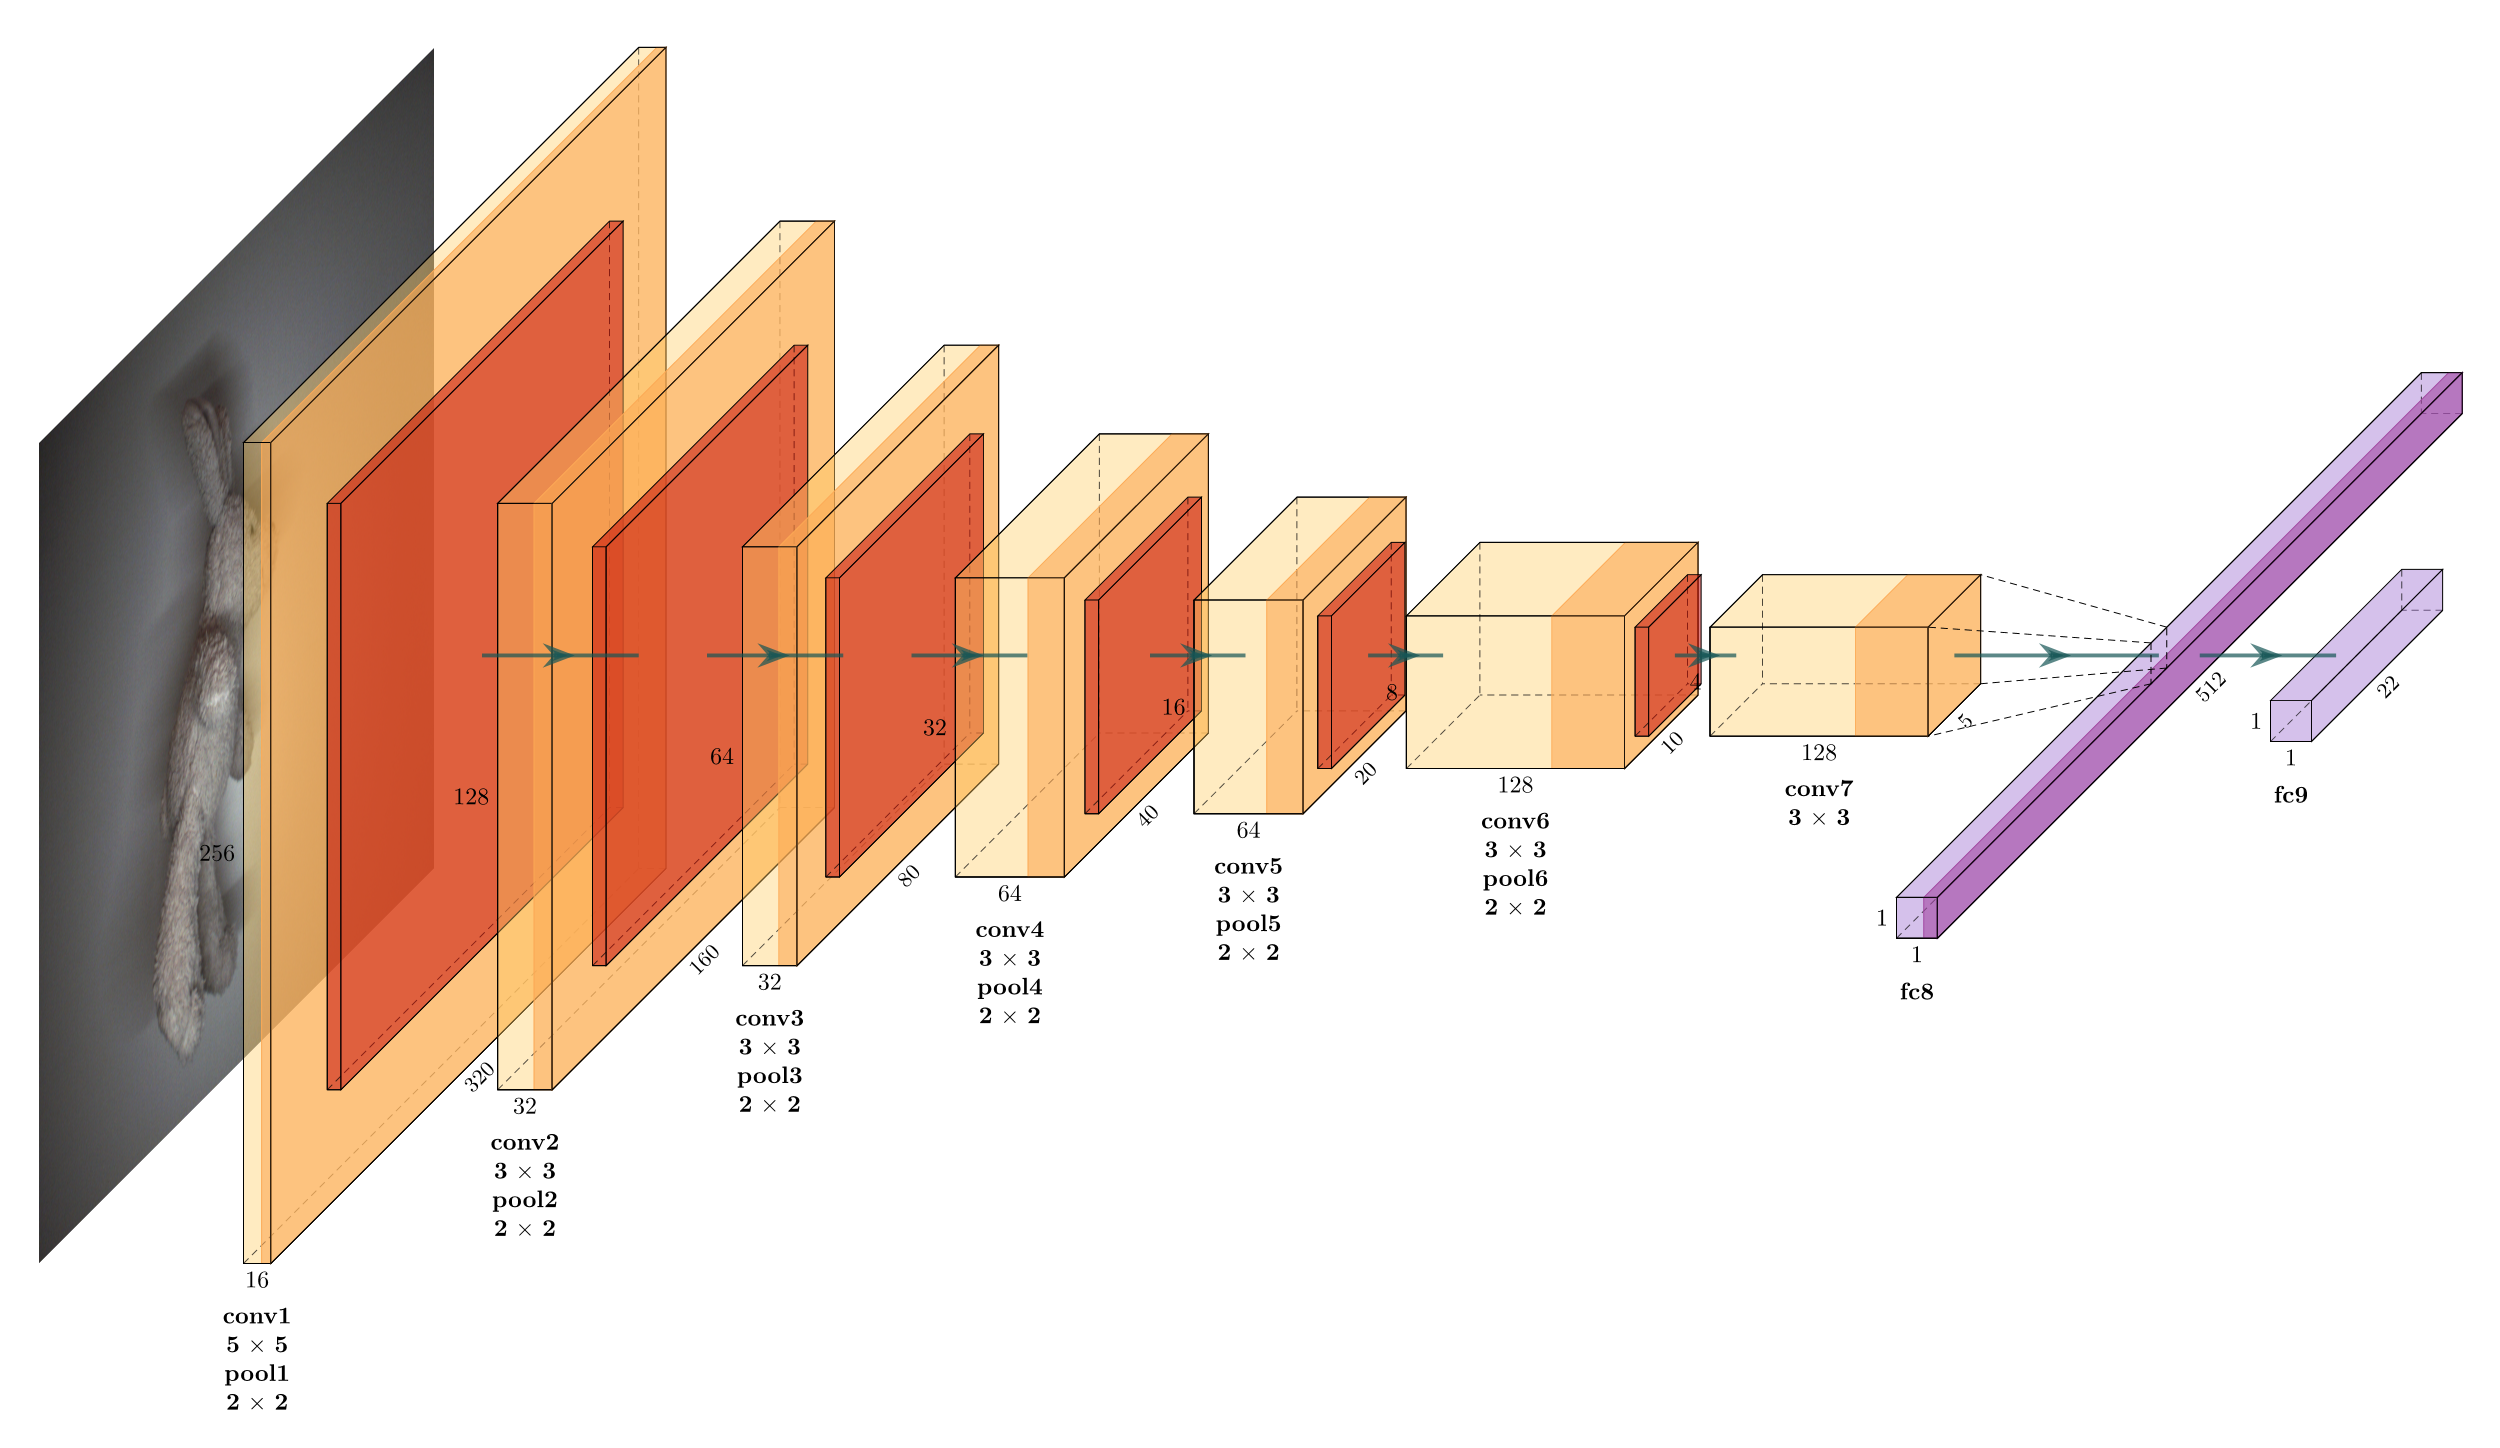 256
320
16
conv1
5 × 5
pool1
2 × 2
128
160
32
conv2
3 × 3
pool2
2 × 2
64
80
32
conv3
3 × 3
pool3
2 × 2
32
40
64
conv4
3 × 3
pool4
2 × 2
16
20
64
conv5
3 × 3
pool5
2 × 2
8
10
128
conv6
3 × 3
pool6
2 × 2
4
5
128
conv7
3 × 3
1
512
1
fc8
1
22
1
fc9